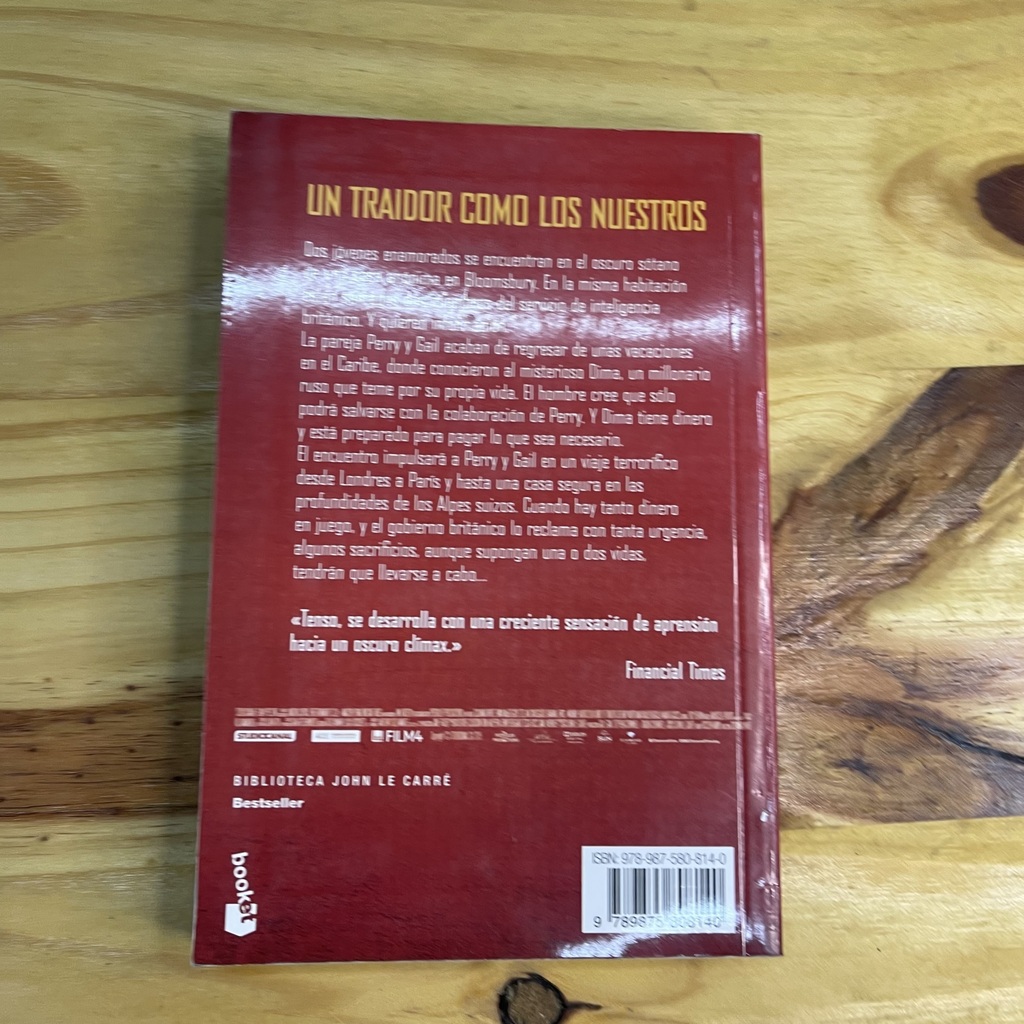 UN TRAIDOR COMO LOS NUESTROS
Dos jóvenes enamorados se encuentran en el oscuro sótano
en Bloomsbury. En la misma habitación
del servicio de inteligencia
británico. Y quieren
La pareja Perry y Gail acaban de regresar de unas vacaciones
en el Caribe, donde conocieron al misterioso Dima, un millonario
ruso que teme por su propia vida. El hombre cree que sólo
podrá salvarse con la colaboración de Perry. Y Dima tiene dinero
y está preparado para pagar lo que sea necesario.
El encuentro impulsará a Perry y Gail en un viaje terrorífico
desde Londres a París y hasta una casa segura en las
profundidades de los Alpes suizos. Cuando hay tanto dinero
en juego, y el gobierno británico lo reclama con tanta urgencia,
algunos sacrificios, aunque supongan una o dos vidas,
tendrán que llevarse a cabo...
«Tenso, se desarrolla con una creciente sensación de aprensión
hacia un oscuro clímax.»
Financial Times
STUDIOCANAL FILM4
BIBLIOTECA JOHN LE CARRÉ
Bestseller
booket
ISBN: 978-987-580-814-0
9 789875 808140